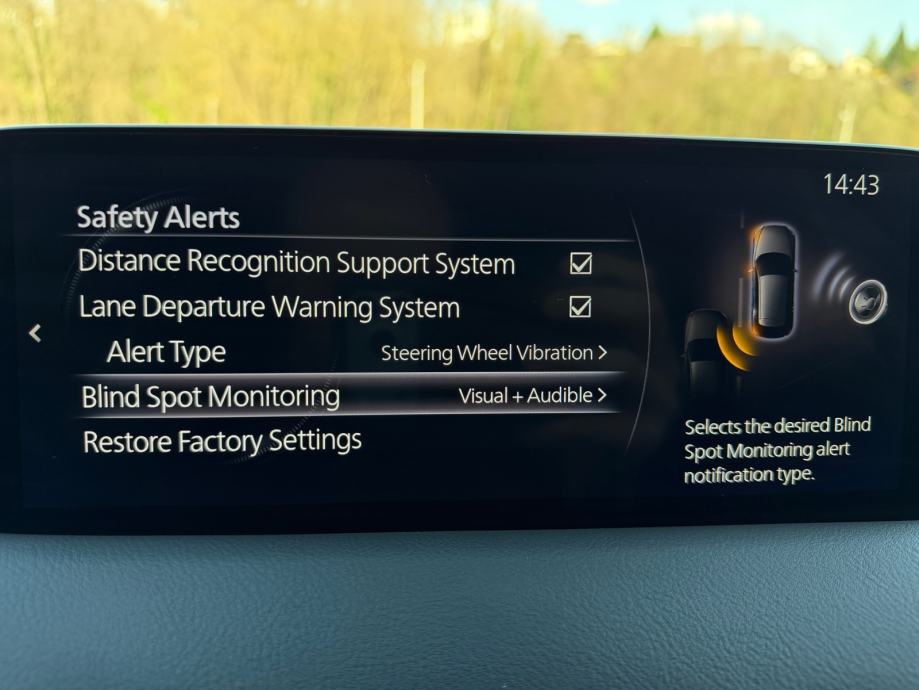 14:43
Safety Alerts
Distance Recognition Support System
Lane Departure Warning System
Alert Type Steering Wheel Vibration >
Blind Spot Monitoring Visual + Audible >
Restore Factory Settings
Selects the desired Blind
Spot Monitoring alert
notification type.